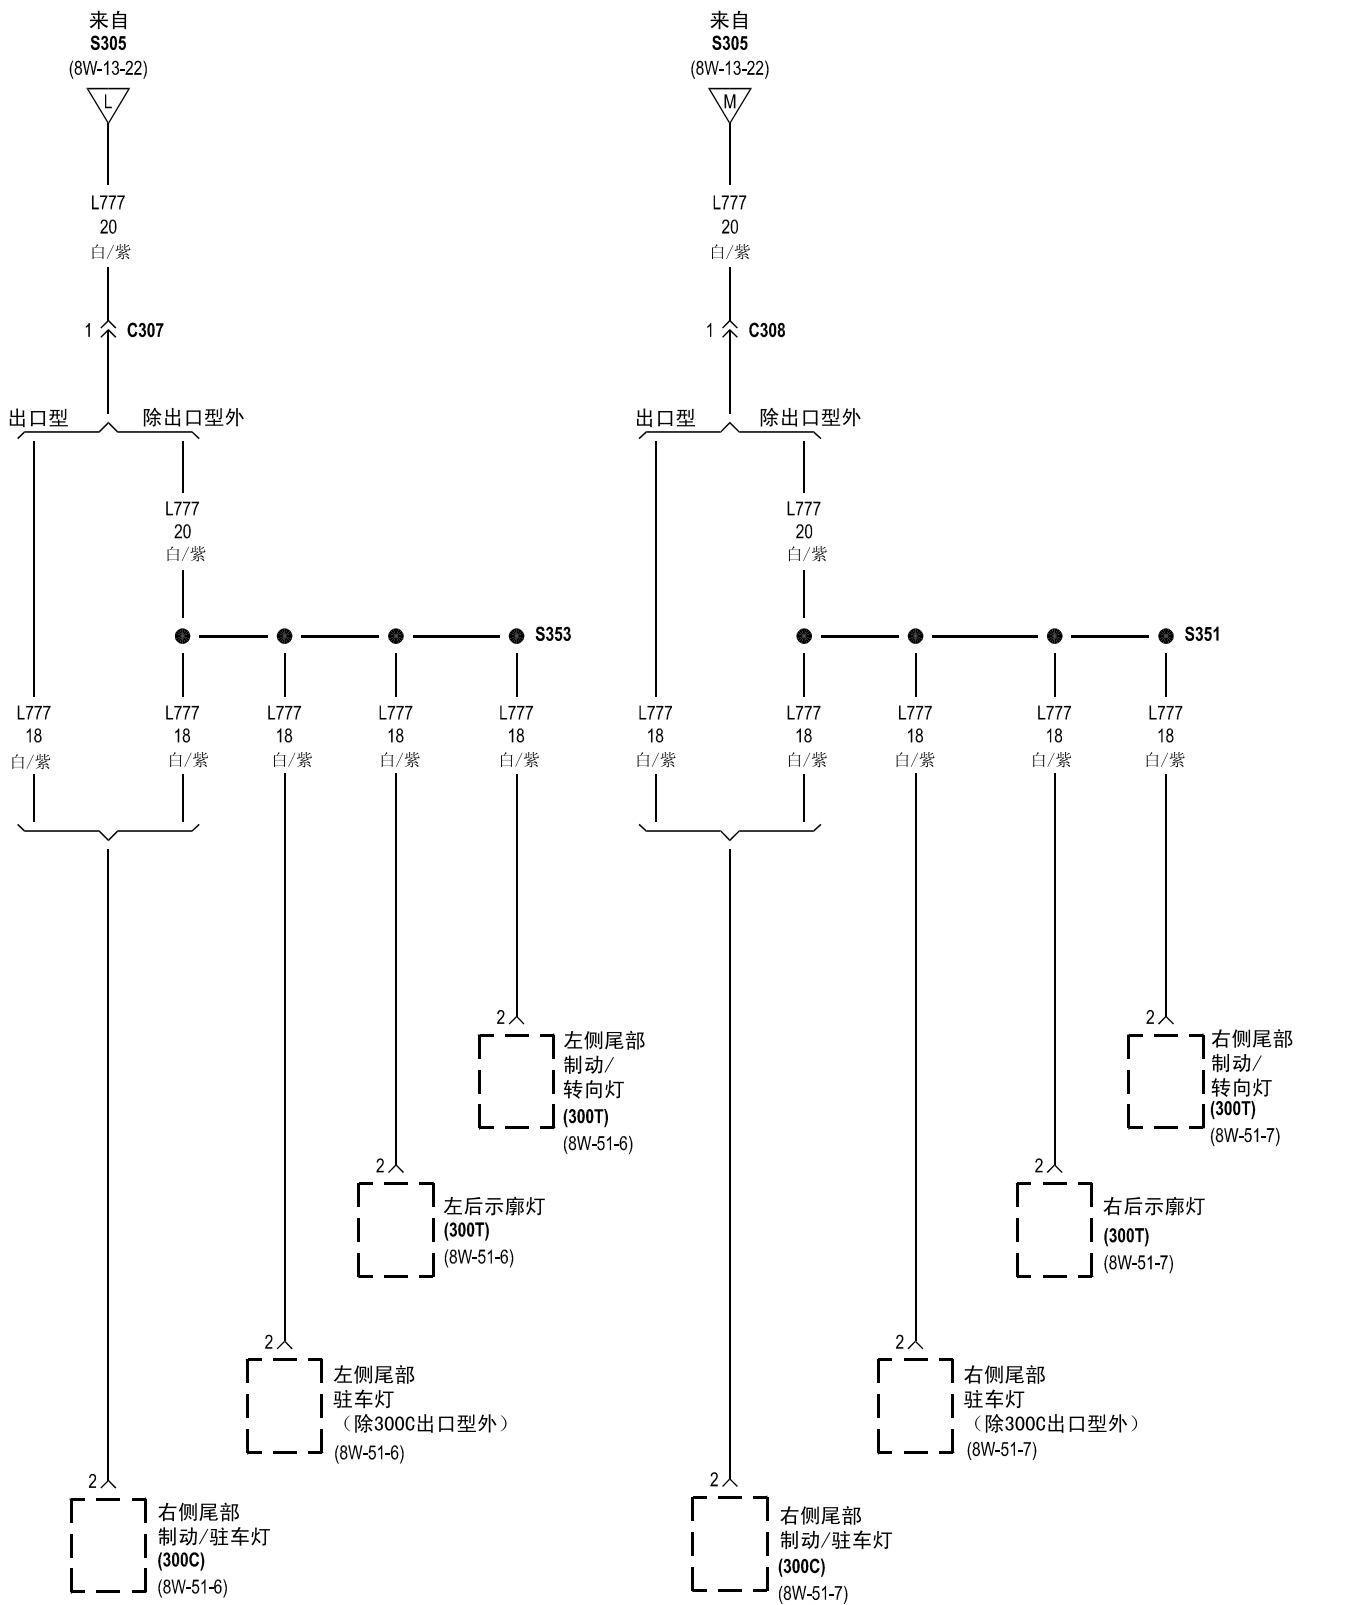 来自
S305
(8W-13-22)
L
L777
20
白/紫
1
C307
出口型
除出口型外
L777
20
白/紫
S353
L777
18
白/紫
L777
18
白/紫
L777
18
白/紫
L777
18
白/紫
L777
18
白/紫
2
左侧尾部
制动/
转向灯
(300T)
(8W-51-6)
2
左后示廓灯
(300T)
(8W-51-6)
2
左侧尾部
驻车灯
（除300C出口型外）
(8W-51-6)
2
右侧尾部
制动/驻车灯
(300C)
(8W-51-6)
来自
S305
(8W-13-22)
M
L777
20
白/紫
1
C308
出口型
除出口型外
L777
20
白/紫
S351
L777
18
白/紫
L777
18
白/紫
L777
18
白/紫
L777
18
白/紫
L777
18
白/紫
2
右侧尾部
制动/
转向灯
(300T)
(8W-51-7)
2
右后示廓灯
(300T)
(8W-51-7)
2
右侧尾部
驻车灯
（除300C出口型外）
(8W-51-7)
2
右侧尾部
制动/驻车灯
(300C)
(8W-51-7)